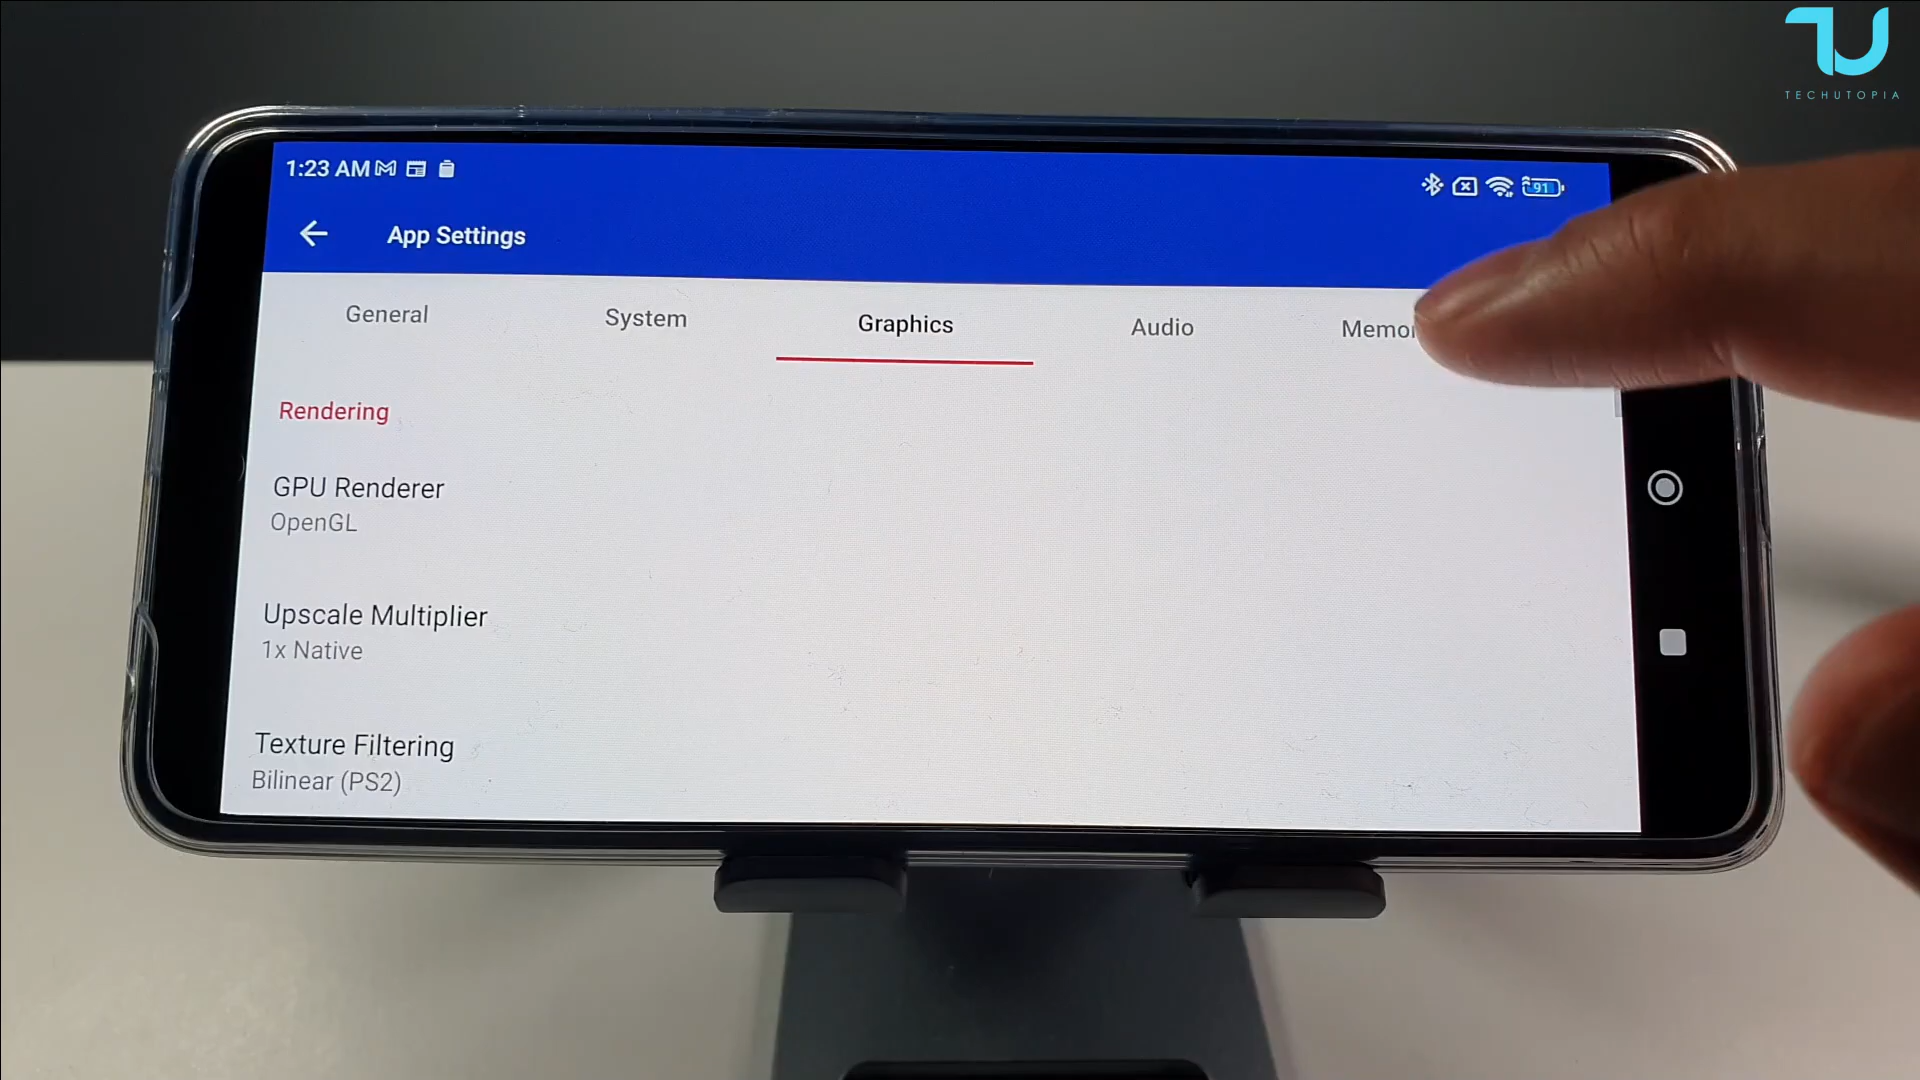 TECHUTOPIA
1:23 AM
91
App Settings
General
System
Graphics
Audio
Memor
Rendering
GPU Renderer
OpenGL
Upscale Multiplier
1x Native
Texture Filtering
Bilinear (PS2)